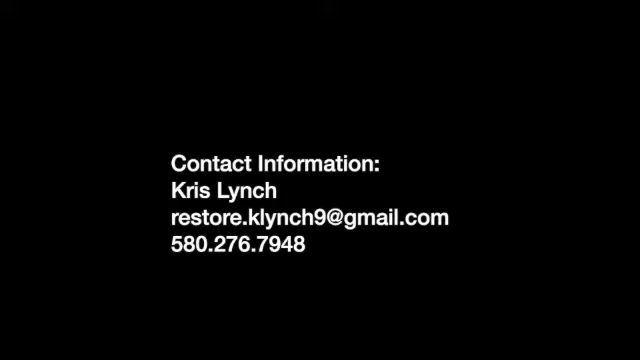 Contact Information:
Kris Lynch
restore.klynch9@gmail.com
580.276.7948